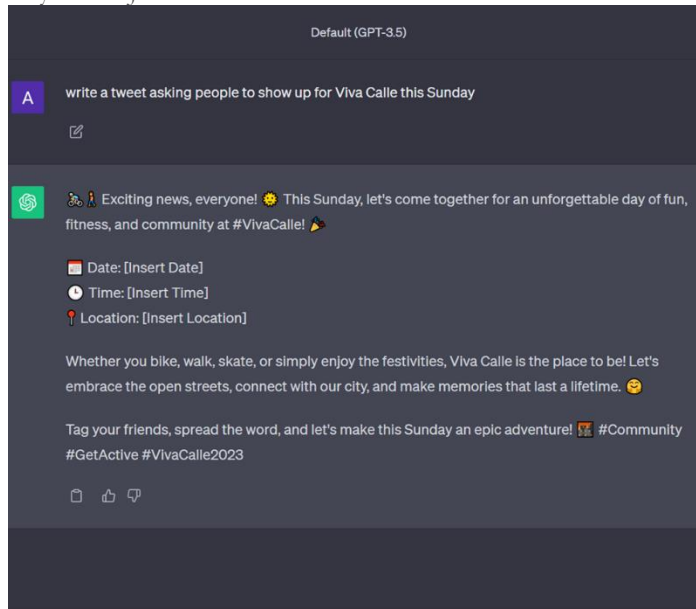 Default (GPT-3.5)
A
write a tweet asking people to show up for Viva Calle this Sunday
🚴🚶 Exciting news, everyone! 🌞 This Sunday, let's come together for an unforgettable day of fun,
fitness, and community at #VivaCalle! 🎉
📅 Date: [Insert Date]
🕒 Time: [Insert Time]
📍 Location: [Insert Location]
Whether you bike, walk, skate, or simply enjoy the festivities, Viva Calle is the place to be! Let's
embrace the open streets, connect with our city, and make memories that last a lifetime. 🤗
Tag your friends, spread the word, and let's make this Sunday an epic adventure! #Community
#GetActive #VivaCalle2023